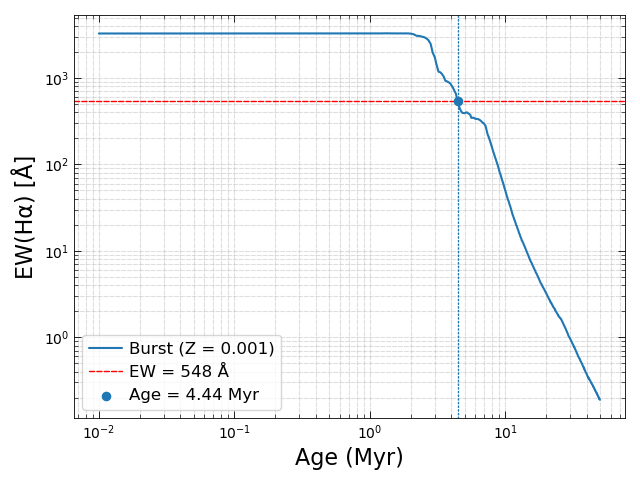 EW(Hα) [Å]
10³
10²
10¹
10⁰
Burst (Z = 0.001)
EW = 548 Å
Age = 4.44 Myr
10⁻² 10⁻¹ 10⁰ 10¹
Age (Myr)